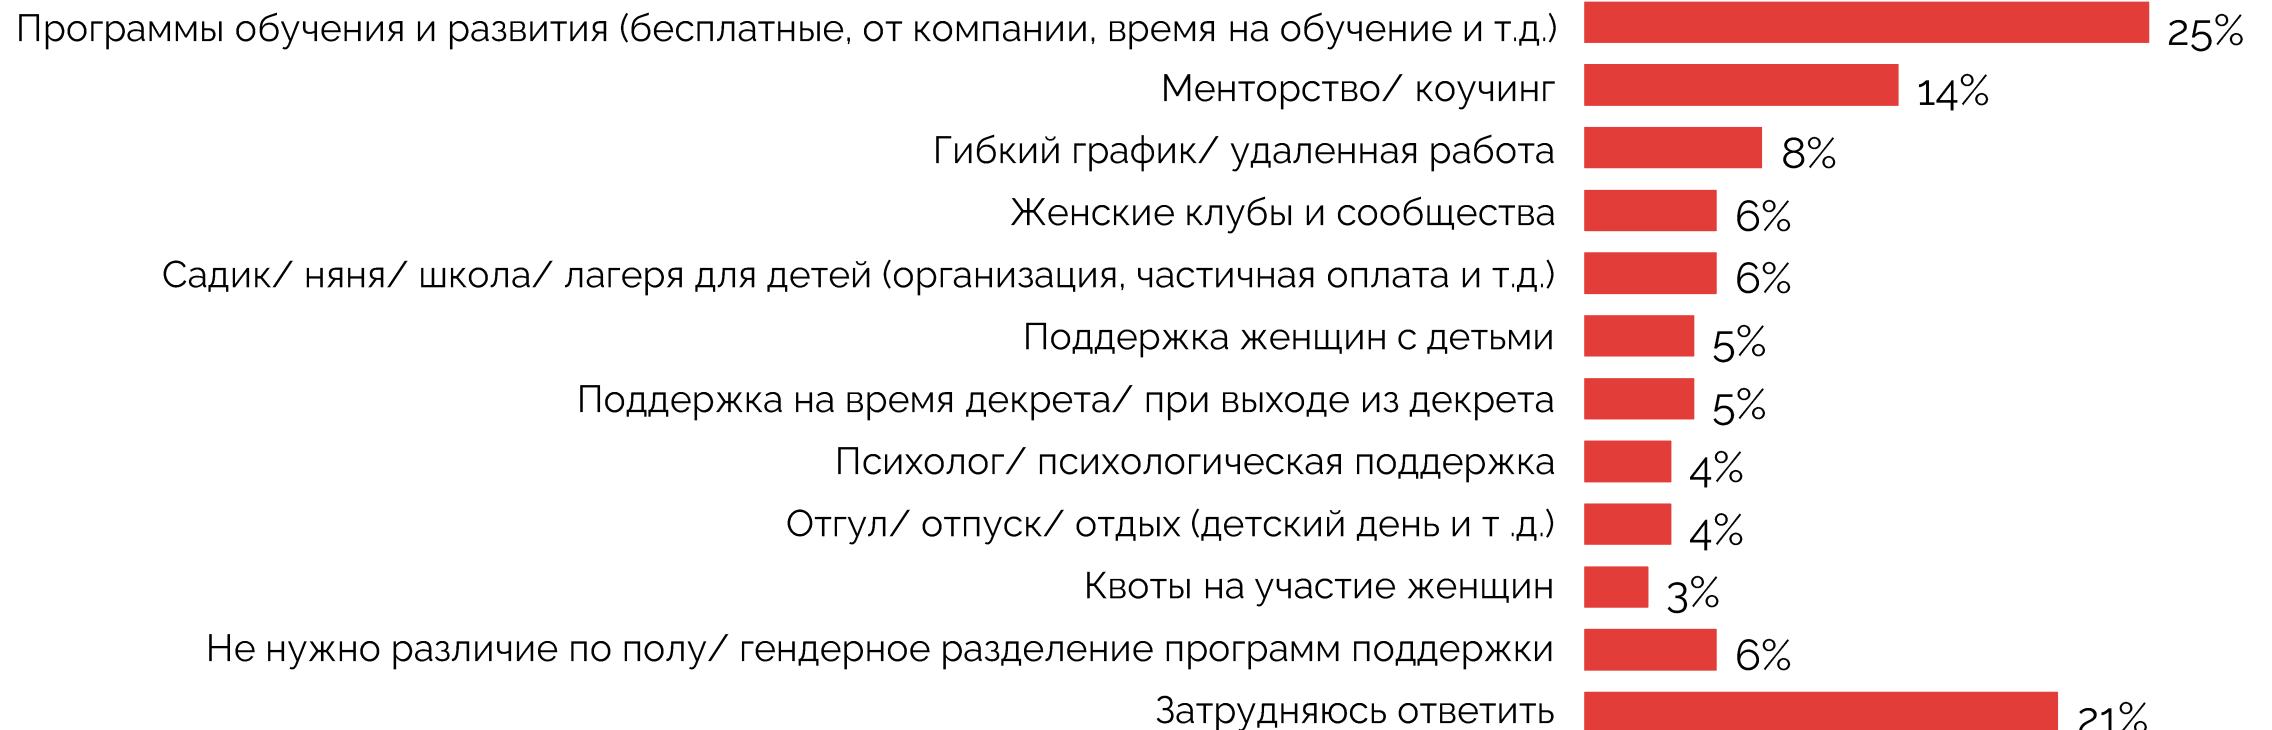 Программы обучения и развития (бесплатные, от компании, время на обучение и т.д.) 25%
Менторство/ коучинг 14%
Гибкий график/ удаленная работа 8%
Женские клубы и сообщества 6%
Садик/ няня/ школа/ лагеря для детей (организация, частичная оплата и т.д.) 6%
Поддержка женщин с детьми 5%
Поддержка на время декрета/ при выходе из декрета 5%
Психолог/ психологическая поддержка 4%
Отгул/ отпуск/ отдых (детский день и т .д.) 4%
Квоты на участие женщин 3%
Не нужно различие по полу/ гендерное разделение программ поддержки 6%
Затрудняюсь ответить 21%